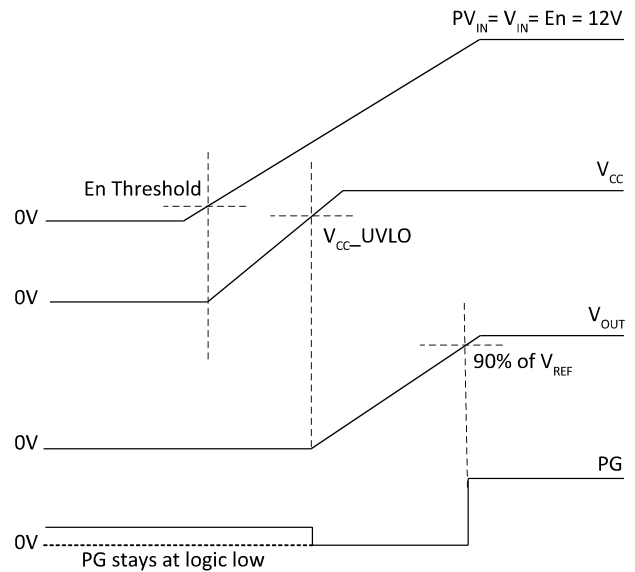 PV_IN = V_IN = En = 12V
En Threshold
0V
V_CC
V_CC_UVLO
0V
V_OUT
90% of V_REF
0V
PG
0V
PG stays at logic low